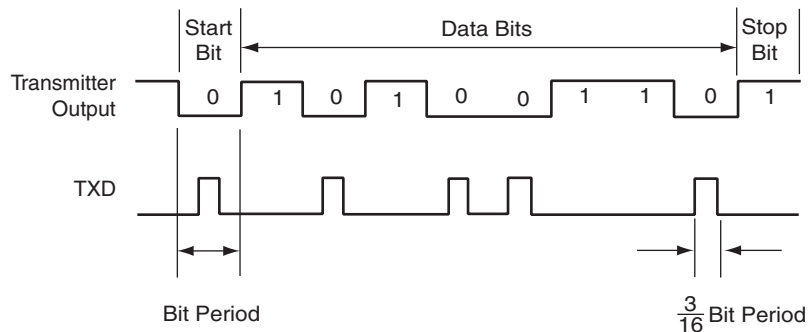 Start Bit
Data Bits
Stop Bit
Transmitter Output
0 1 0 1 0 0 1 1 0 1
TXD
Bit Period
3/16 Bit Period